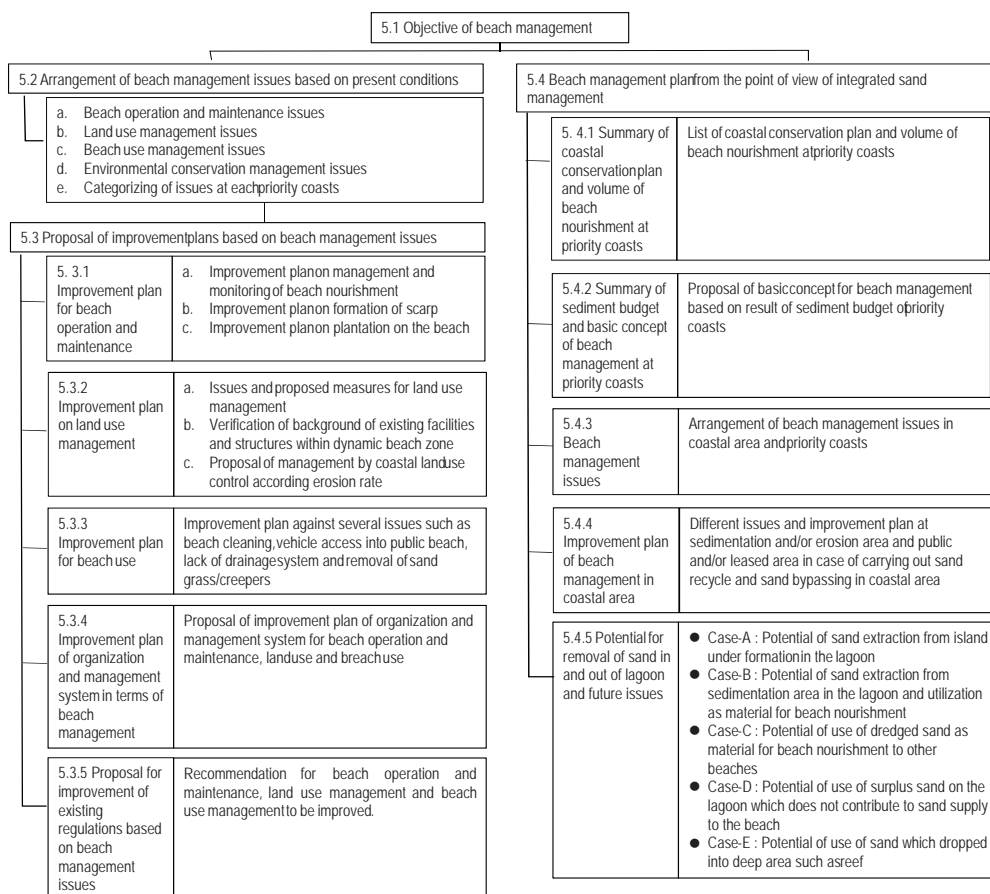 5.1 Objective of beach management
5.2 Arrangement of beach management issues based on present conditions
a. Beach operation and maintenance issues
b. Land use management issues
c. Beach use management issues
d. Environmental conservation management issues
e. Categorizing of issues at eachpriority coasts
5.3 Proposal of improvementplans based on beach management issues
5. 3.1
Improvement plan
for beach
operation and
maintenance
a. Improvement planon management and
monitoring of beach nourishment
b. Improvement planon formation of scarp
c. Improvement planon plantation on the beach
5.3.2
Improvement plan
on land use
management
a. Issues and proposed measures for land use
management
b. Verification of background of existing facilities
and structures within dynamic beach zone
c. Proposal of management by coastal landuse
control according erosion rate
5.3.3
Improvement plan
for beach use
Improvement plan against several issues such as
beach cleaning,vehicle access into public beach,
lack of drainagesystem and removal of sand
grass/creepers
5.3.4
Improvement plan
of organization
and management
system in terms of
beach
management
Proposal of improvement plan of organization and
management system for beach operation and
maintenance, landuse and breachuse
5.3.5 Proposal for
improvement of
existing
regulations based
on beach
management
issues
Recommendation for beach operation and
maintenance, land use management and beach
use managementto be improved.
5.4 Beach management planfrom the point of view of integrated sand
management
5. 4.1 Summary of
coastal
conservationplan
and volume of
beach
nourishment at
priority coasts
List of coastal conservation plan and volume of
beach nourishment atpriority coasts
5.4.2 Summary of
sediment budget
and basic concept
of beach
management at
priority coasts
Proposal of basicconcept for beach management
based on result of sediment budget ofpriority
coasts
5.4.3
Beach
management
issues
Arrangement of beach management issues in
coastal area andpriority coasts
5.4.4
Improvement plan
of beach
management in
coastal area
Different issues and improvement plan at
sedimentation and/or erosion area and public
and/or leased area in case of carrying out sand
recycle and sand bypassing in coastal area
5.4.5 Potential for
removal of sand in
and out of lagoon
and future issues
● Case-A : Potential of sand extraction from island
under formationin the lagoon
● Case-B : Potential of sand extraction from
sedimentation area in the lagoon and utilization
as material for beach nourishment
● Case-C : Potential of use of dredged sand as
material for beach nourishment to other
beaches
● Case-D : Potential of use of surplus sand on the
lagoon which does not contribute to sand supply
to the beach
● Case-E : Potential of use of sand which dropped
into deep area such asreef